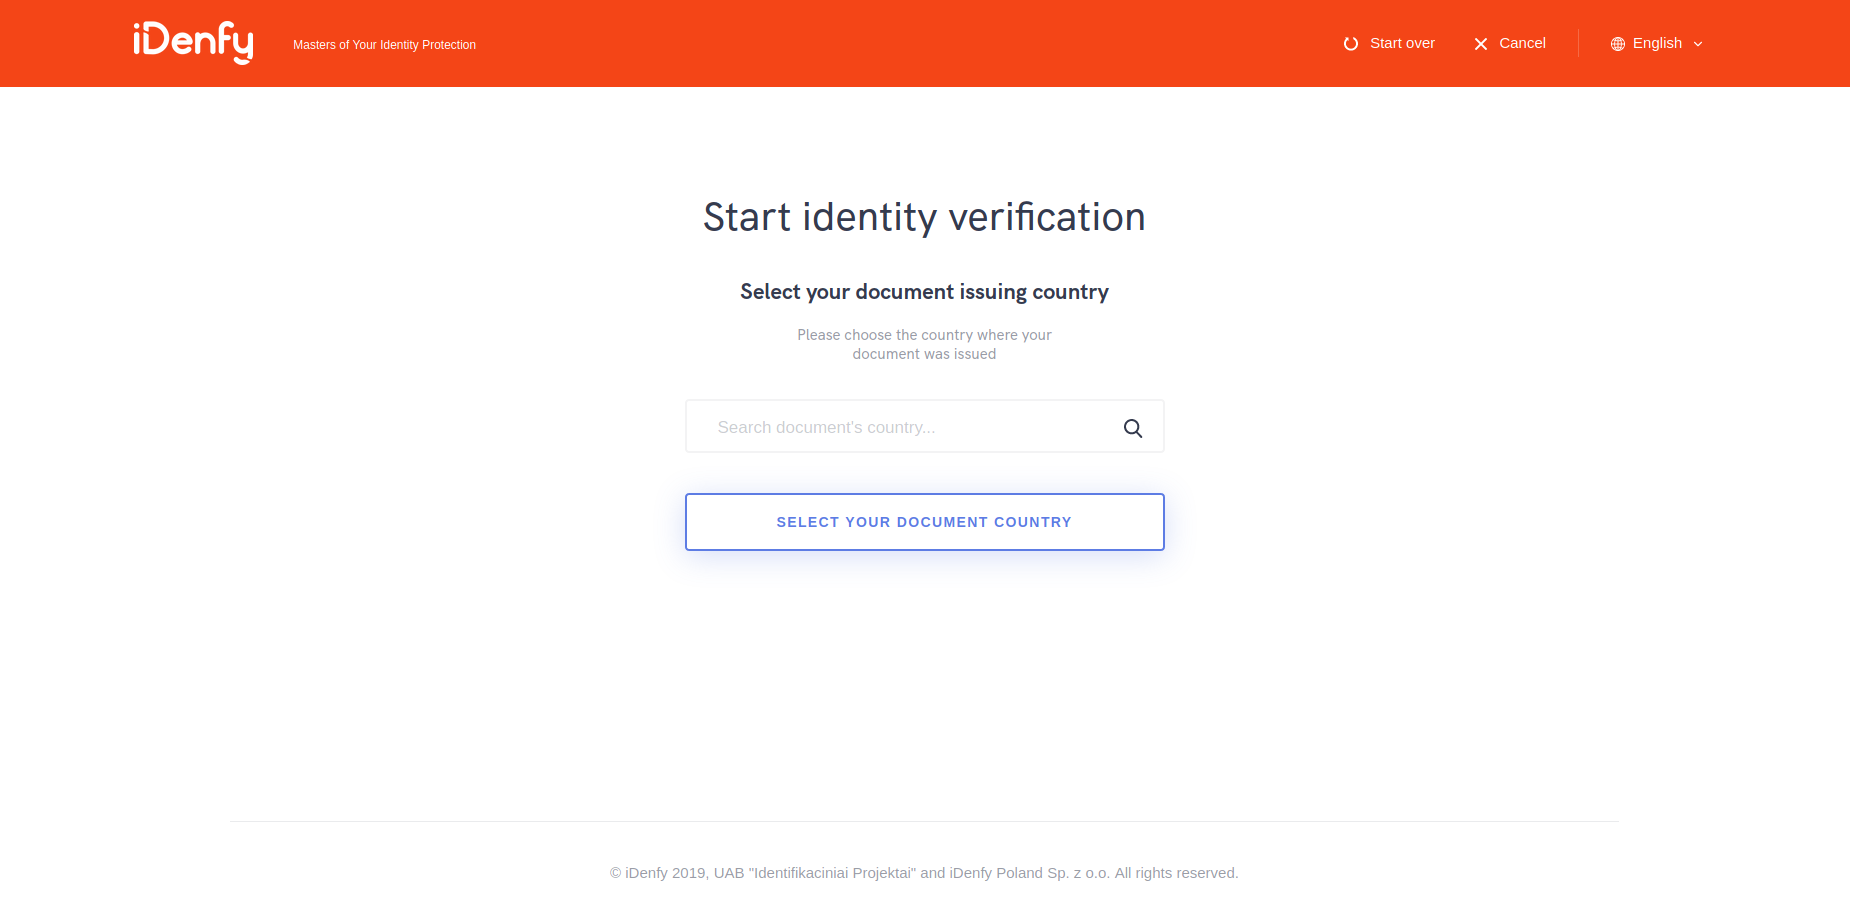 iDenfy
Masters of Your Identity Protection
Start over
Cancel
English
Start identity verification
Select your document issuing country
Please choose the country where your
document was issued
Search document's country...
SELECT YOUR DOCUMENT COUNTRY
© iDenfy 2019, UAB "Identifikaciniai Projektai" and iDenfy Poland Sp. z o.o. All rights reserved.